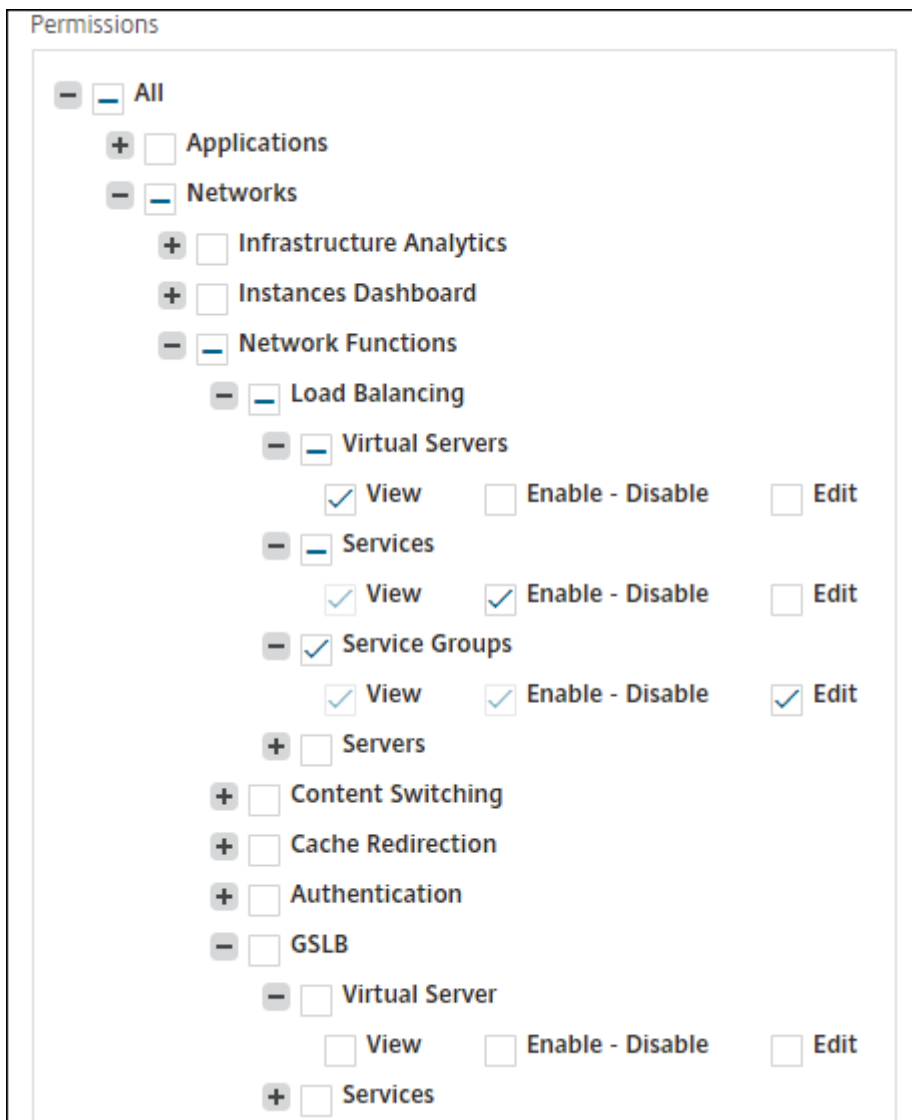 Permissions
All
Applications
Networks
Infrastructure Analytics
Instances Dashboard
Network Functions
Load Balancing
Virtual Servers
View Enable - Disable Edit
Services
View Enable - Disable Edit
Service Groups
View Enable - Disable Edit
Servers
Content Switching
Cache Redirection
Authentication
GSLB
Virtual Server
View Enable - Disable Edit
Services